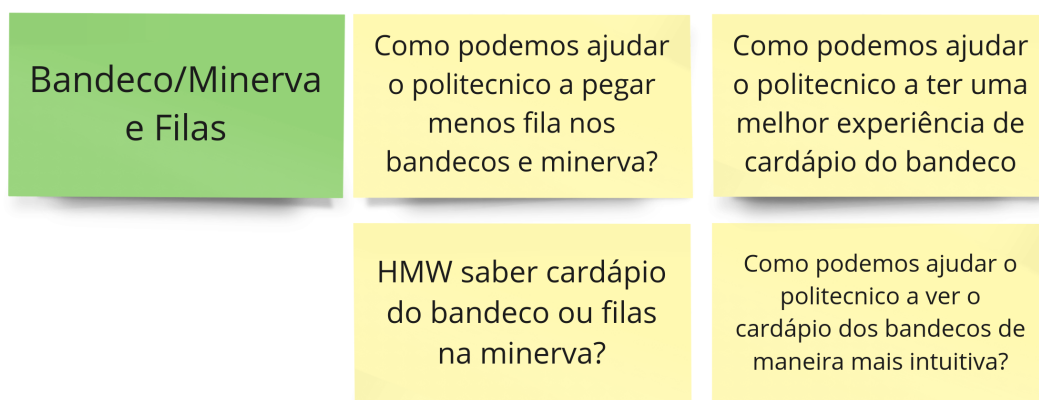 Bandeco/Minerva
e Filas
Como podemos ajudar
o politecnico a pegar
menos fila nos
bandecos e minerva?
Como podemos ajudar
o politecnico a ter uma
melhor experiência de
cardápio do bandeco
HMW saber cardápio
do bandeco ou filas
na minerva?
Como podemos ajudar o
politecnico a ver o
cardápio dos bandecos de
maneira mais intuitiva?